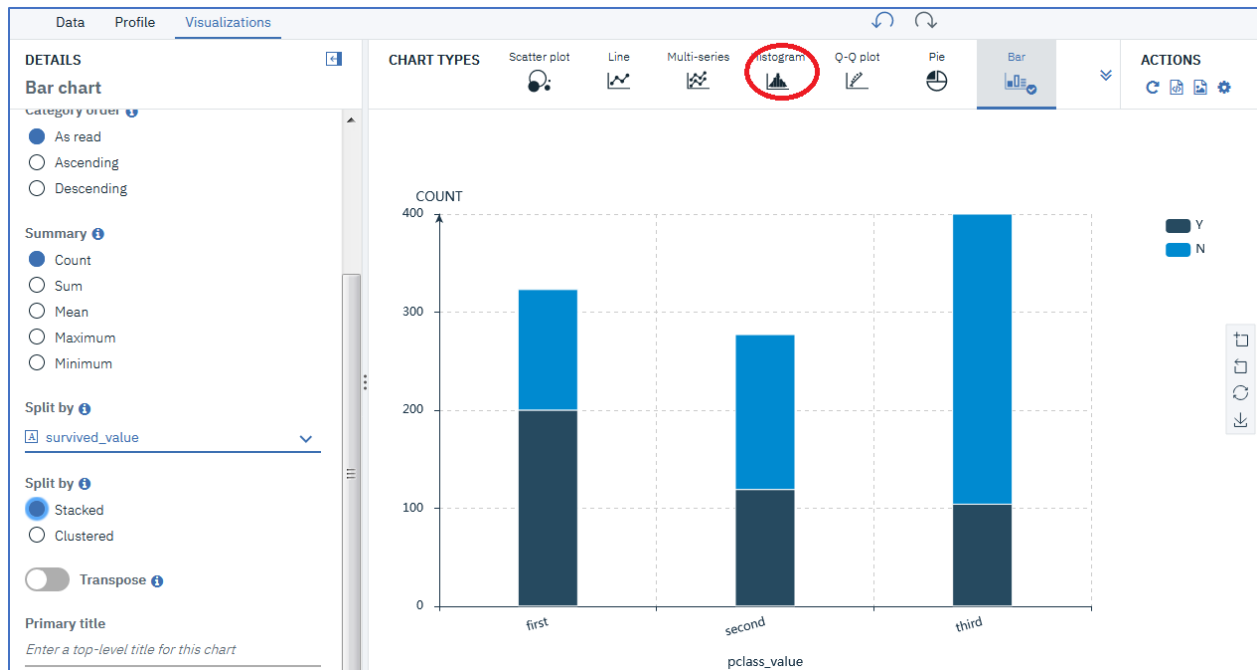 Data Profile Visualizations
DETAILS
Bar chart
Category order
As read
Ascending
Descending
Summary
Count
Sum
Mean
Maximum
Minimum
Split by
A survived_value
Split by
Stacked
Clustered
Transpose
Primary title
Enter a top-level title for this chart
CHART TYPES
Scatter plot
Line
Multi-series
Histogram
Q-Q plot
Pie
Bar
ACTIONS
COUNT
400
300
200
100
0
first
second
third
pclass_value
Y
N